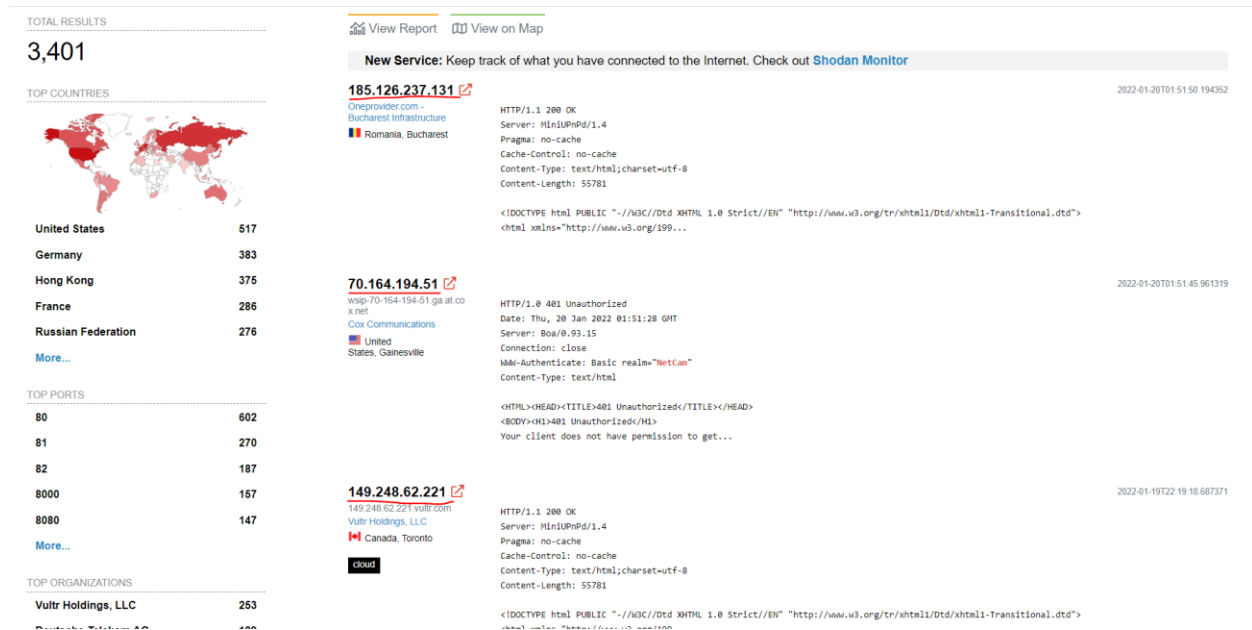 TOTAL RESULTS
3,401
TOP COUNTRIES
United States 517
Germany 383
Hong Kong 375
France 286
Russian Federation 276
More...
TOP PORTS
80 602
81 270
82 187
8000 157
8080 147
More...
TOP ORGANIZATIONS
Vultr Holdings, LLC 253
View Report View on Map
New Service: Keep track of what you have connected to the Internet. Check out Shodan Monitor
185.126.237.131
2022-01-20T01:51:50.194352
Oneprovider.com -
Bucharest Infrastructure
Romania, Bucharest
HTTP/1.1 200 OK
Server: MiniUPnPd/1.4
Pragma: no-cache
Cache-Control: no-cache
Content-Type: text/html;charset=utf-8
Content-Length: 55781
<!DOCTYPE html PUBLIC "-//W3C//Dtd XHTML 1.0 Strict//EN" "http://www.w3.org/tr/xhtml1/Dtd/xhtml1-Transitional.dtd">
<html xmlns="http://www.w3.org/199...
70.164.194.51
2022-01-20T01:51:45.961319
wsip-70-164-194-51.ga.at.co
x.net
Cox Communications
United
States, Gainesville
HTTP/1.0 401 Unauthorized
Date: Thu, 20 Jan 2022 01:51:28 GMT
Server: Boa/0.93.15
Connection: close
WWW-Authenticate: Basic realm="NetCam"
Content-Type: text/html
<HTML><HEAD><TITLE>401 Unauthorized</TITLE></HEAD>
<BODY><H1>401 Unauthorized</H1>
Your client does not have permission to get...
149.248.62.221
2022-01-19T22:19:18.687371
149.248.62.221.vultr.com
Vultr Holdings, LLC
Canada, Toronto
cloud
HTTP/1.1 200 OK
Server: MiniUPnPd/1.4
Pragma: no-cache
Cache-Control: no-cache
Content-Type: text/html;charset=utf-8
Content-Length: 55781
<!DOCTYPE html PUBLIC "-//W3C//Dtd XHTML 1.0 Strict//EN" "http://www.w3.org/tr/xhtml1/Dtd/xhtml1-Transitional.dtd">